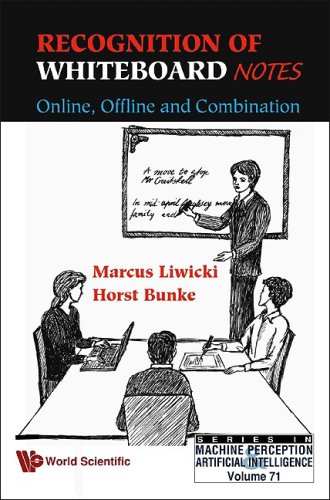 RECOGNITION OF
WHITEBOARD NOTES
Online, Offline and Combination
A move to stop
Mr Gaitskell
In mid april
family and
Marcus Liwicki
Horst Bunke
World Scientific
SERIES IN
MACHINE PERCEPTION
ARTIFICIAL INTELLIGENCE
Volume 71